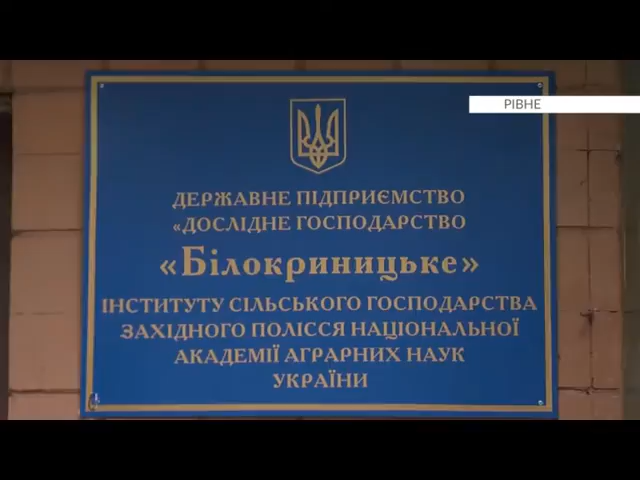 РІВНЕ
ДЕРЖАВНЕ ПІДПРИЄМСТВО
«ДОСЛІДНЕ ГОСПОДАРСТВО
«Білокриницьке»
ІНСТИТУТУ СІЛЬСЬКОГО ГОСПОДАРСТВА
ЗАХІДНОГО ПОЛІССЯ НАЦІОНАЛЬНОЇ
АКАДЕМІЇ АГРАРНИХ НАУК
УКРАЇНИ